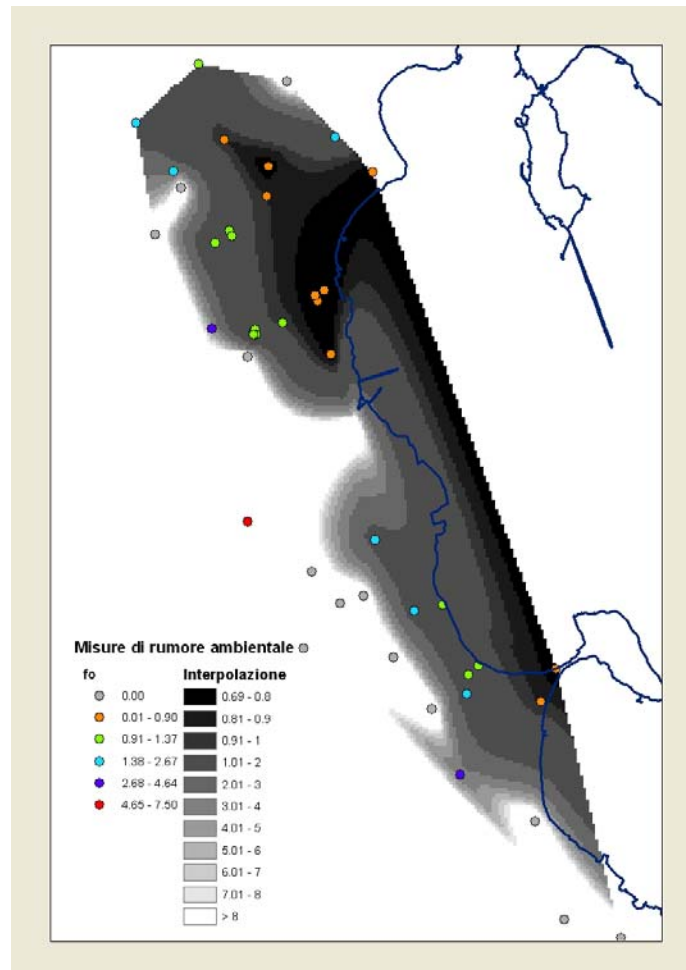 Misure di rumore ambientale
fo
Interpolazione
0.00
0.01 - 0.90
0.91 - 1.37
1.38 - 2.67
2.68 - 4.64
4.65 - 7.50
0.69 - 0.8
0.81 - 0.9
0.91 - 1
1.01 - 2
2.01 - 3
3.01 - 4
4.01 - 5
5.01 - 6
6.01 - 7
7.01 - 8
> 8